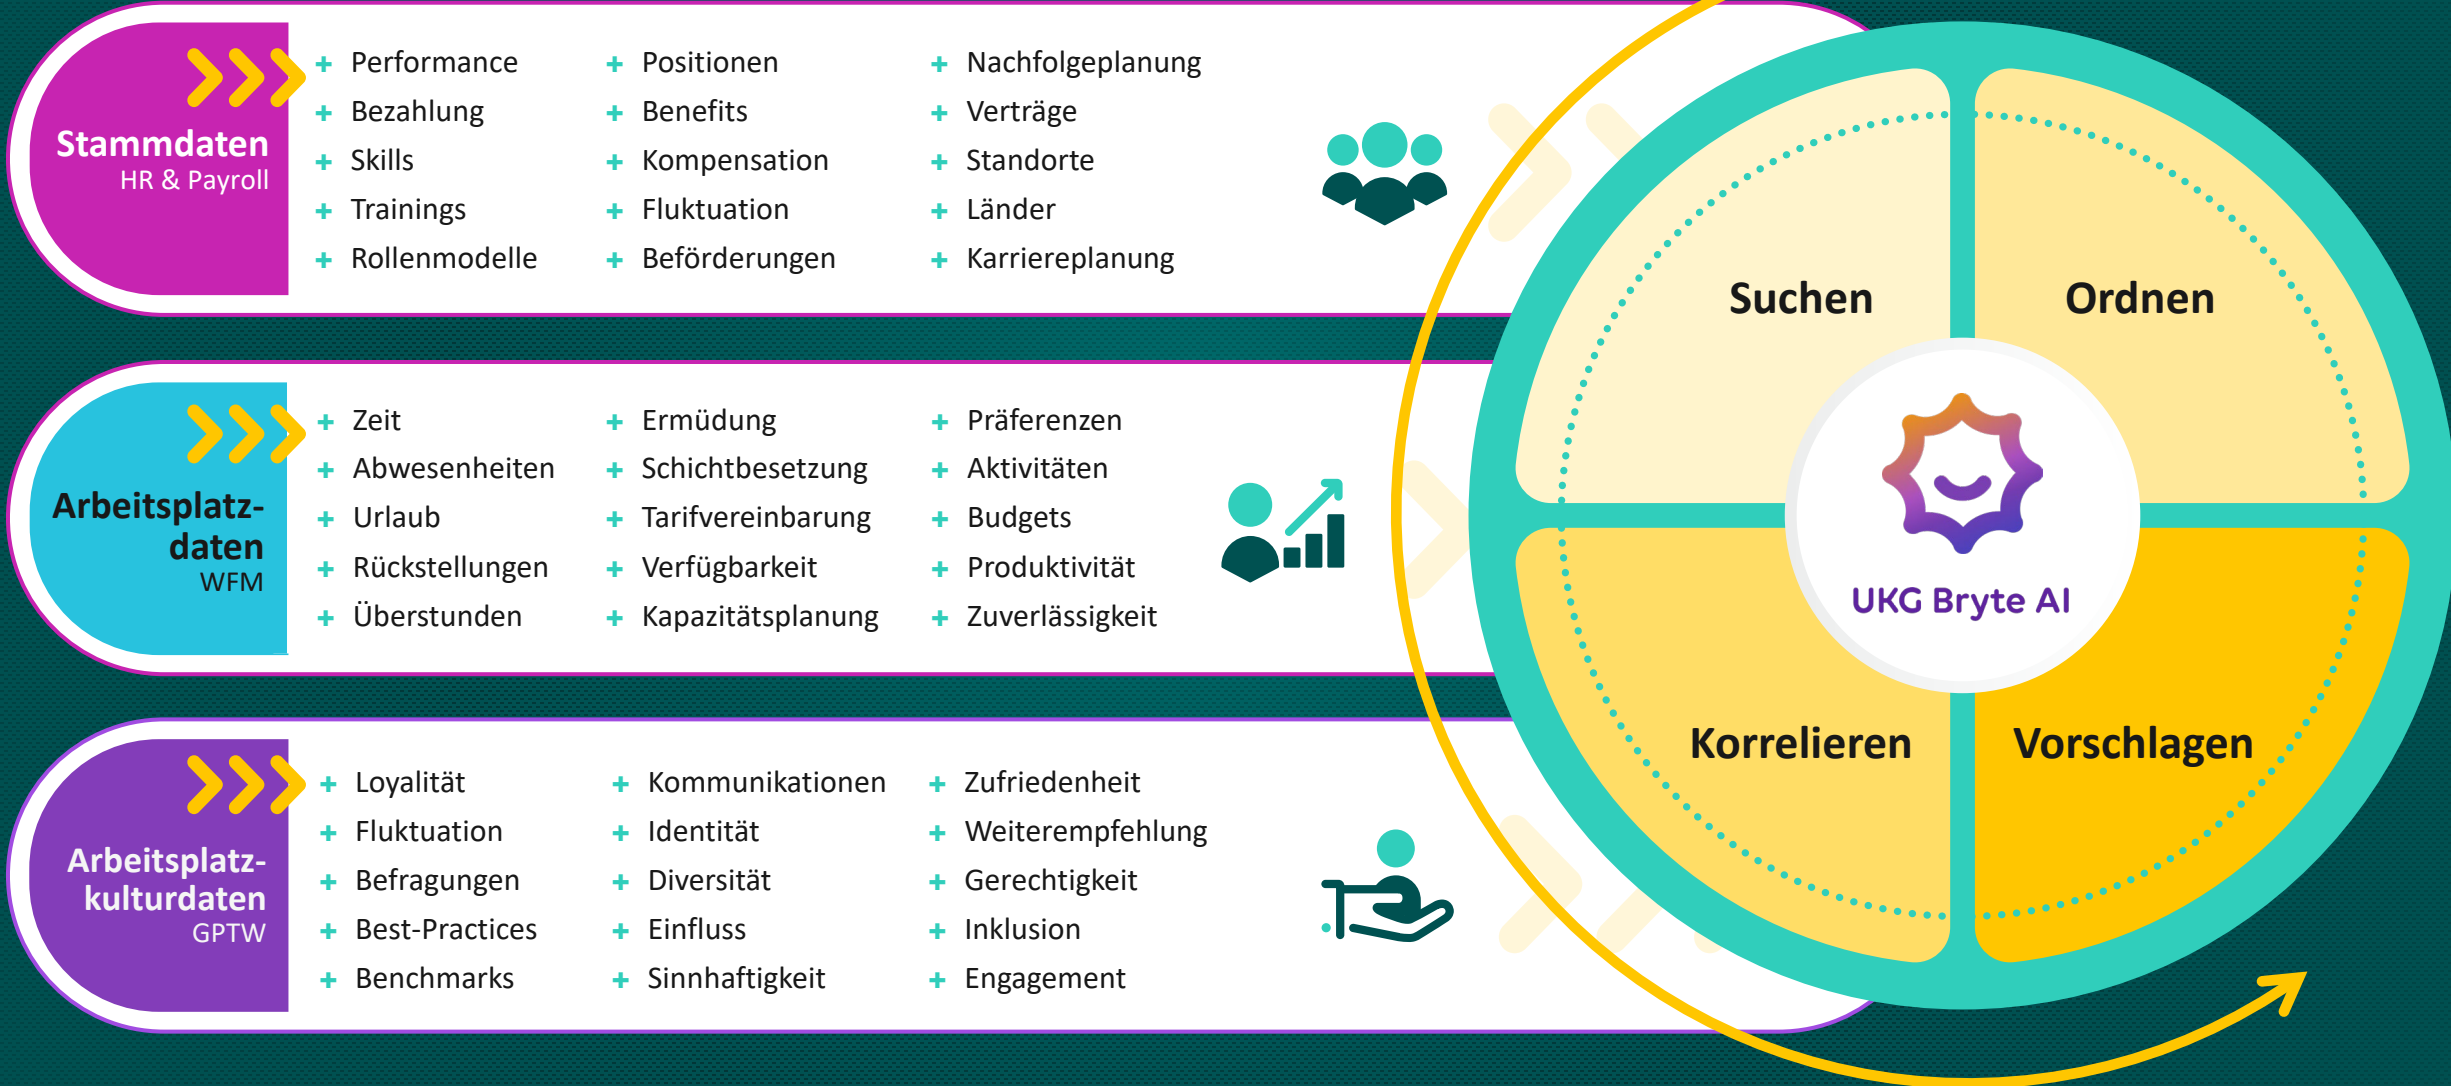 Stammdaten
HR & Payroll
+ Performance
+ Bezahlung
+ Skills
+ Trainings
+ Rollenmodelle
+ Positionen
+ Benefits
+ Kompensation
+ Fluktuation
+ Beförderungen
+ Nachfolgeplanung
+ Verträge
+ Standorte
+ Länder
+ Karriereplanung
Arbeitsplatz-
daten
WFM
+ Zeit
+ Abwesenheiten
+ Urlaub
+ Rückstellungen
+ Überstunden
+ Ermüdung
+ Schichtbesetzung
+ Tarifvereinbarung
+ Verfügbarkeit
+ Kapazitätsplanung
+ Präferenzen
+ Aktivitäten
+ Budgets
+ Produktivität
+ Zuverlässigkeit
Arbeitsplatz-
kulturdaten
GPTW
+ Loyalität
+ Fluktuation
+ Befragungen
+ Best-Practices
+ Benchmarks
+ Kommunikationen
+ Identität
+ Diversität
+ Einfluss
+ Sinnhaftigkeit
+ Zufriedenheit
+ Weiterempfehlung
+ Gerechtigkeit
+ Inklusion
+ Engagement
Suchen
Ordnen
UKG Bryte AI
Korrelieren
Vorschlagen